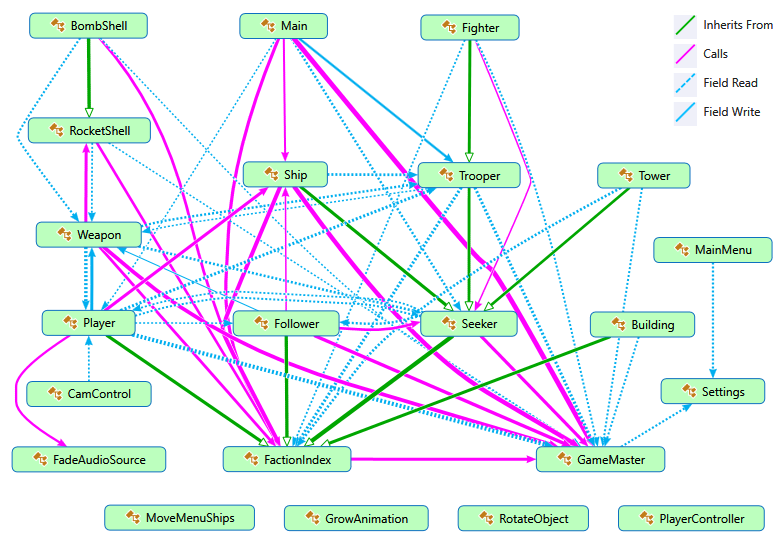 BombShell
Main
Fighter
Inherits From
Calls
Field Read
Field Write
RocketShell
Ship
Trooper
Tower
Weapon
MainMenu
Player
Follower
Seeker
Building
CamControl
Settings
FadeAudioSource
FactionIndex
GameMaster
MoveMenuShips
GrowAnimation
RotateObject
PlayerController